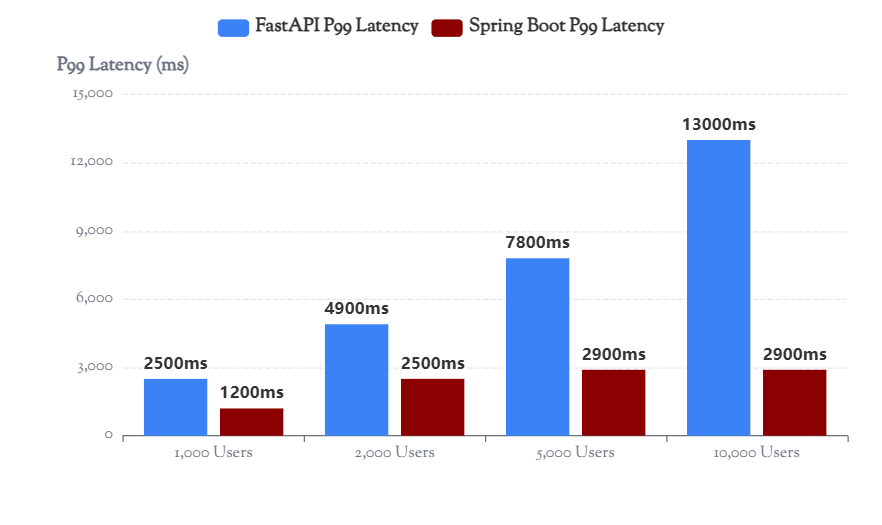 FastAPI P99 Latency Spring Boot P99 Latency
P99 Latency (ms)
15,000
13000ms
12,000
9,000
7800ms
6,000
4900ms
3,000
2500ms
1200ms
2500ms
2900ms
2900ms
0
1,000 Users 2,000 Users 5,000 Users 10,000 Users